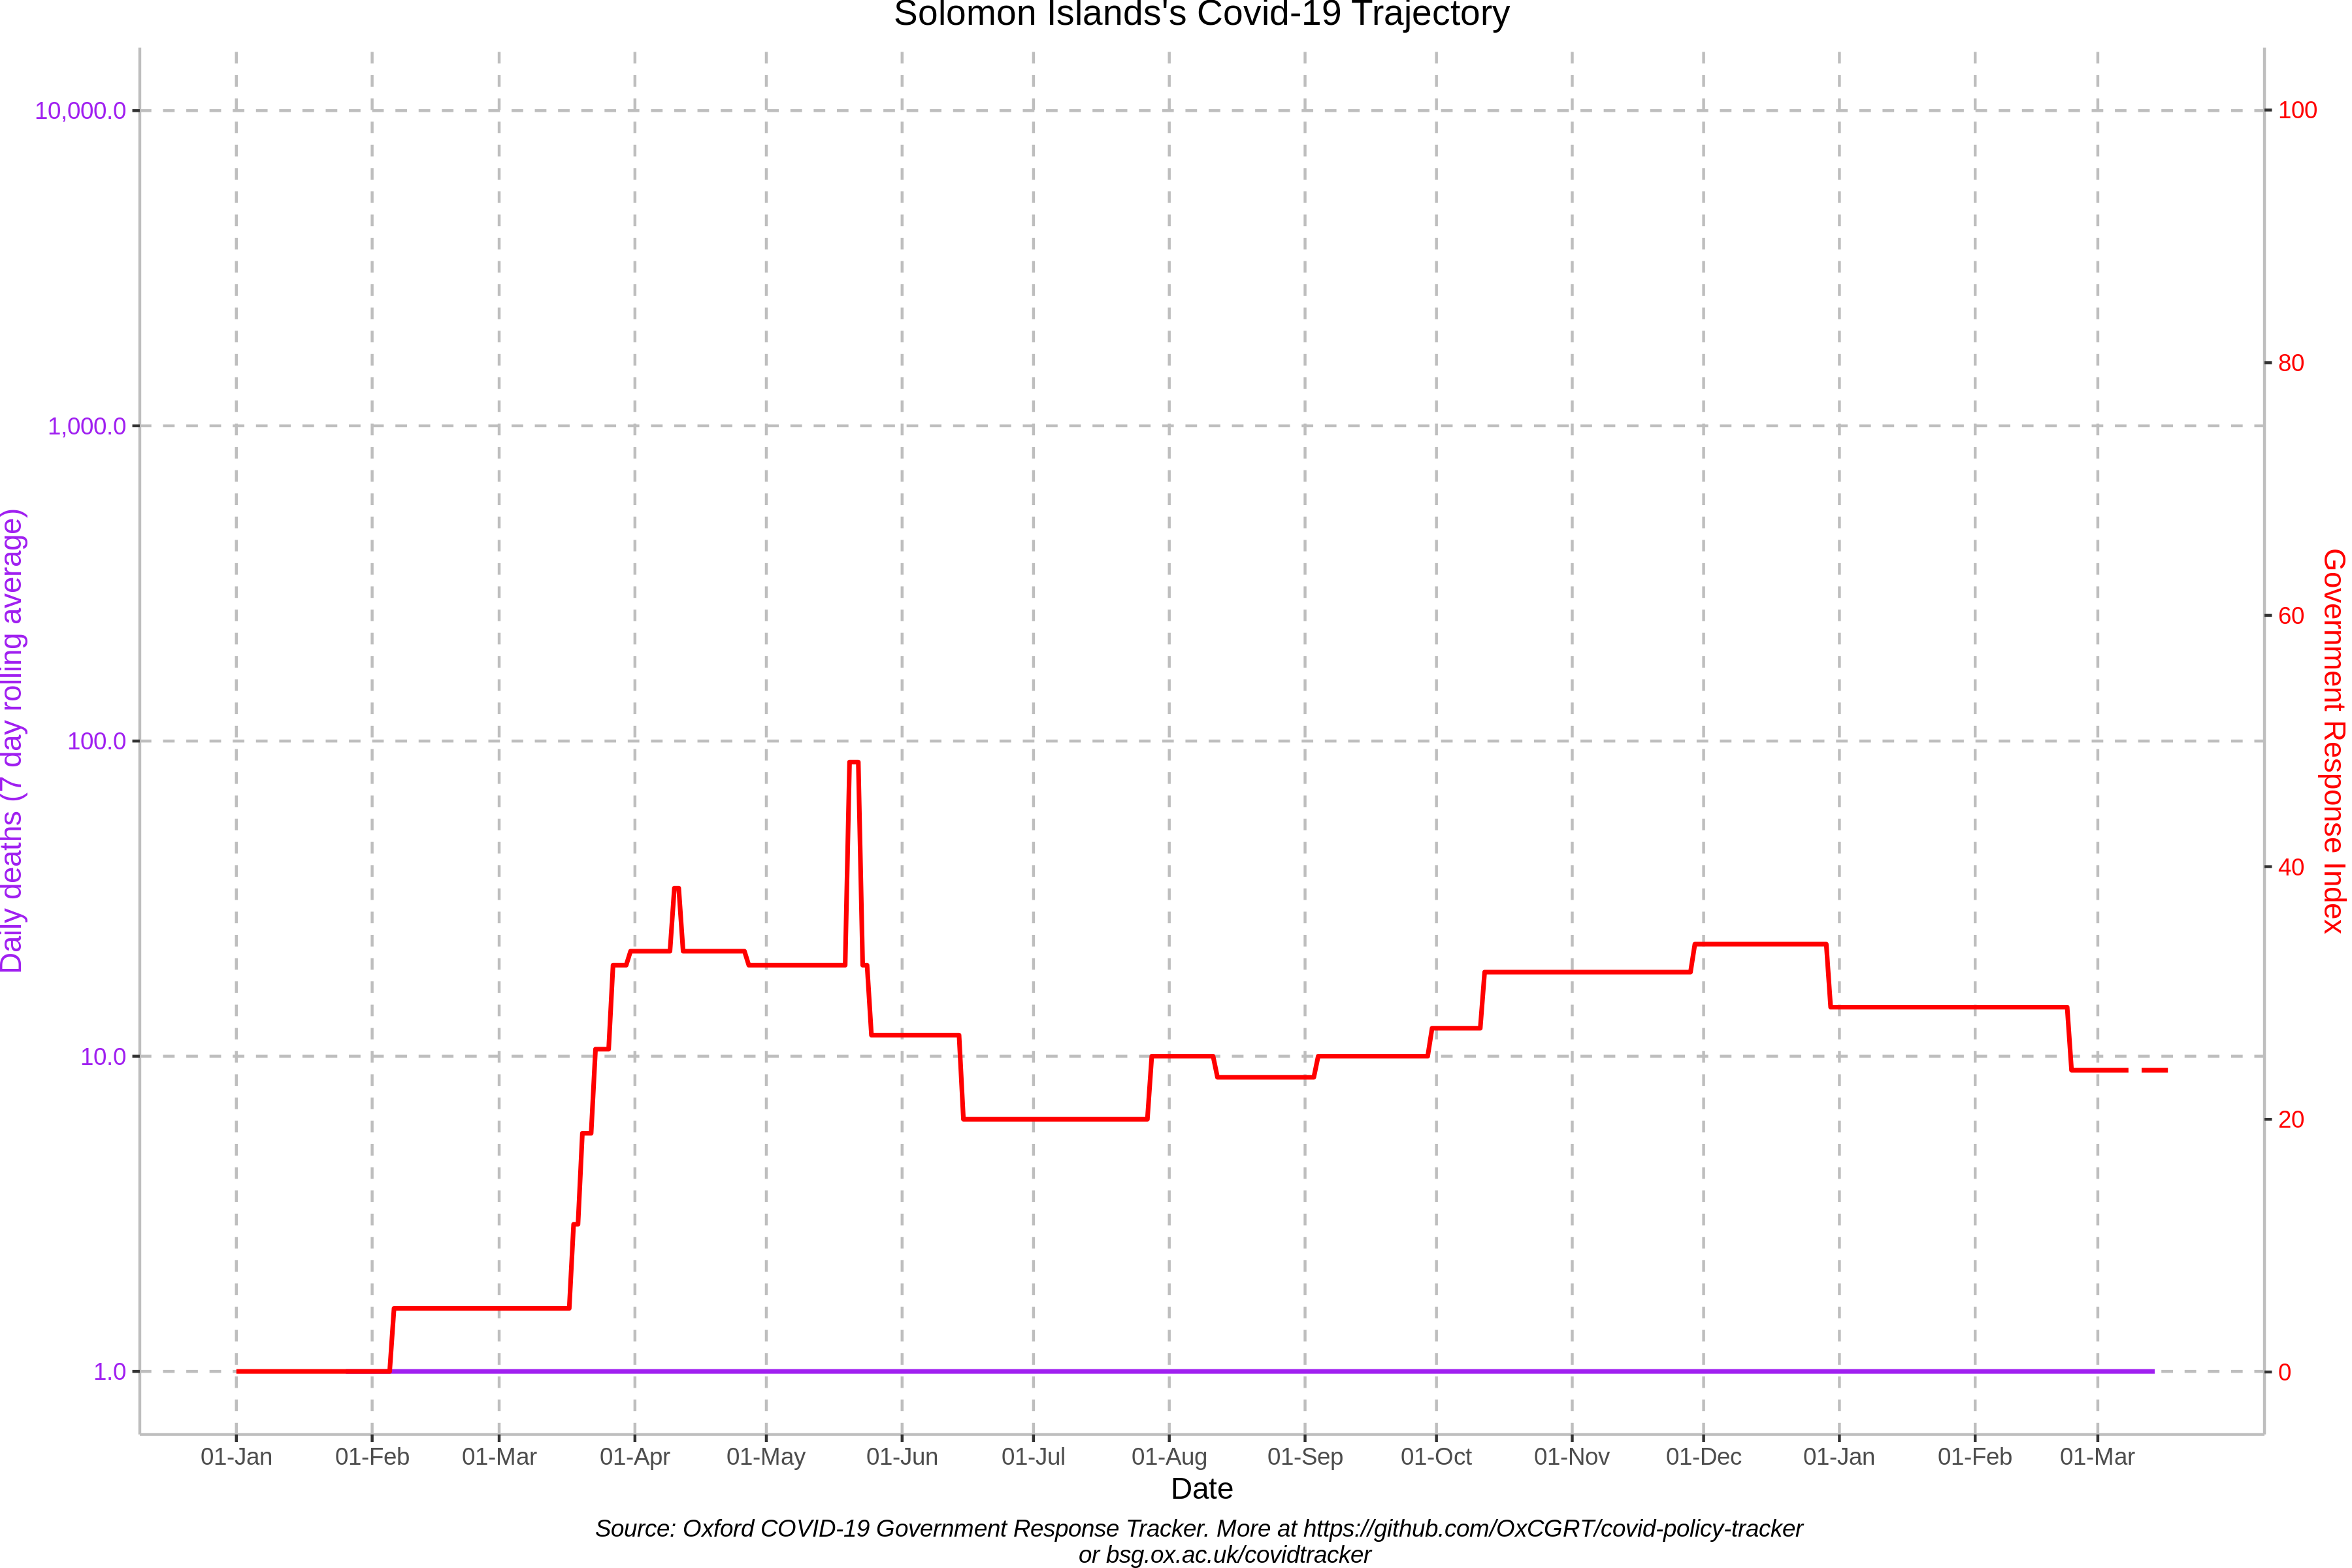 Solomon Islands's Covid-19 Trajectory
10,000.0
1,000.0
100.0
10.0
1.0
Daily deaths (7 day rolling average)
100
80
60
40
20
0
Government Response Index
01-Jan 01-Feb 01-Mar 01-Apr 01-May 01-Jun 01-Jul 01-Aug 01-Sep 01-Oct 01-Nov 01-Dec 01-Jan 01-Feb 01-Mar
Date
Source: Oxford COVID-19 Government Response Tracker. More at https://github.com/OxCGRT/covid-policy-tracker
or bsg.ox.ac.uk/covidtracker